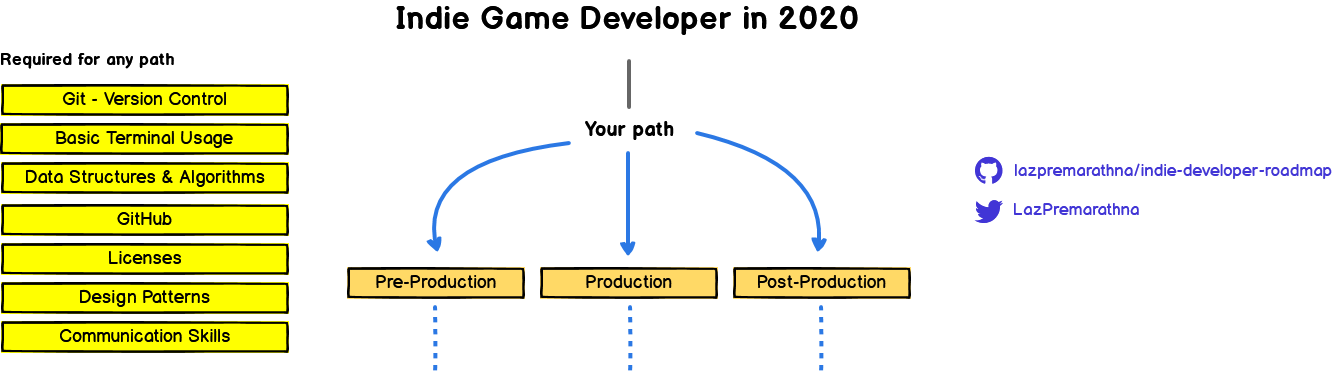 Indie Game Developer in 2020
Required for any path
Git - Version Control
Basic Terminal Usage
Data Structures & Algorithms
GitHub
Licenses
Design Patterns
Communication Skills
Your path
Pre-Production
Production
Post-Production
lazpremarathna/indie-developer-roadmap
LazPremarathna